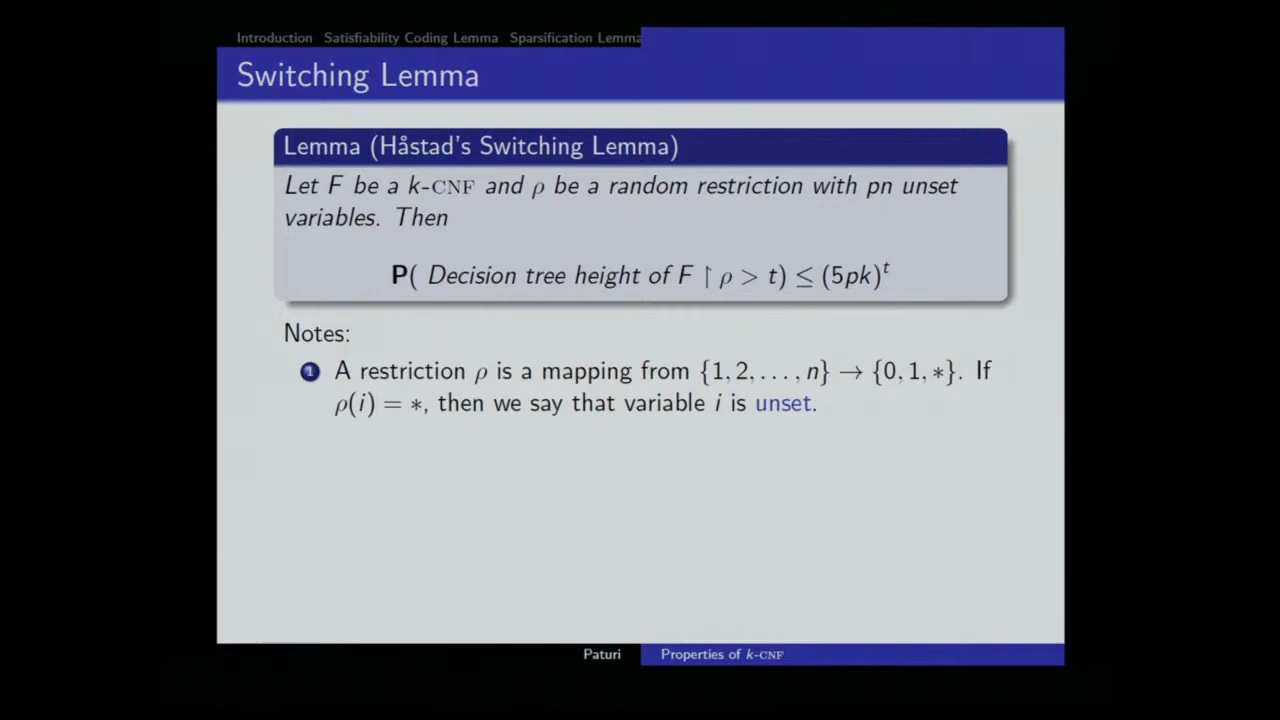 Introduction Satisfiability Coding Lemma Sparsification Lemma
Switching Lemma
Lemma (Håstad's Switching Lemma)
Let F be a k-CNF and ρ be a random restriction with pn unset
variables. Then
P( Decision tree height of F ↾ ρ > t) ≤ (5pk)^t
Notes:
1 A restriction ρ is a mapping from {1, 2, . . . , n} → {0, 1, *}. If
ρ(i) = *, then we say that variable i is unset.
Paturi Properties of k-CNF